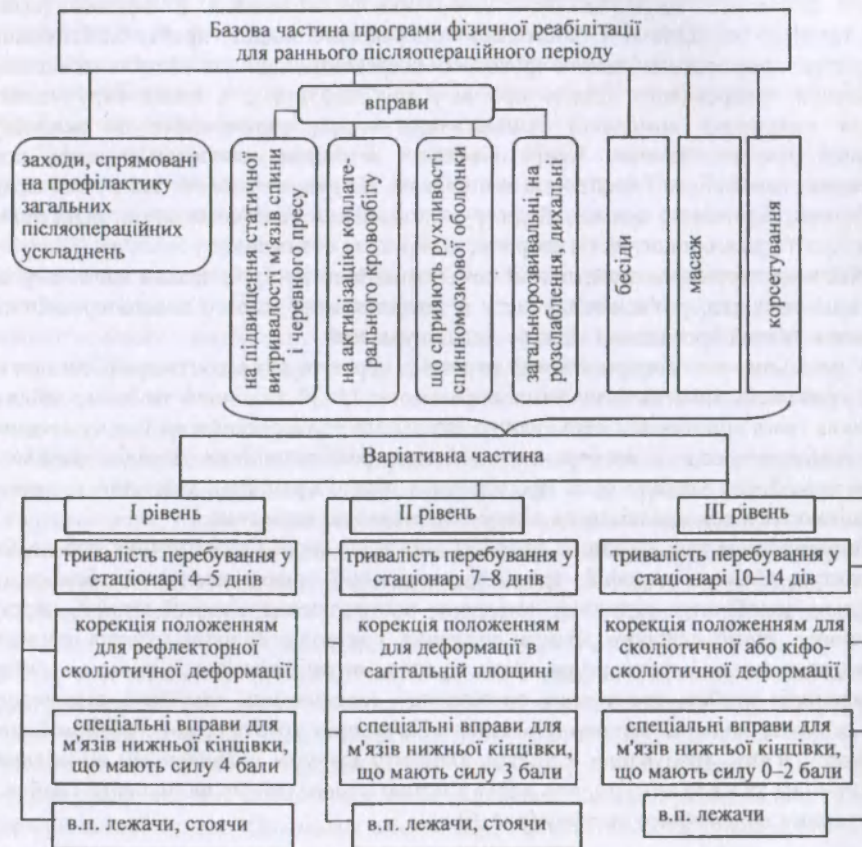 Базова частина програми фізичної реабілітації
для раннього післяопераційного періоду
вправи
заходи, спрямовані
на профілактику
загальних
післяопераційних
ускладнень
на підвищення статичної
витривалості м'язів спини
і черевного пресу
на активізацію колате-
рального кровообігу
що сприяють рухливості
спинномозкової оболонки
загальнорозвивальні, на
розслаблення, дихальні
бесіди
масаж
корсетування
Варіативна частина
І рівень
тривалість перебування у
стаціонарі 4–5 днів
корекція положенням
для рефлекторної
сколіотичної деформації
спеціальні вправи для
м'язів нижньої кінцівки,
що мають силу 4 бали
в.п. лежачи, стоячи
ІІ рівень
тривалість перебування у
стаціонарі 7–8 днів
корекція положенням
для деформації в
сагітальній площині
спеціальні вправи для
м'язів нижньої кінцівки,
що мають силу 3 бали
в.п. лежачи, стоячи
ІІІ рівень
тривалість перебування у
стаціонарі 10–14 дів
корекція положенням для
сколіотичної або кіфо-
сколіотичної деформації
спеціальні вправи для
м'язів нижньої кінцівки,
що мають силу 0–2 бали
в.п. лежачи